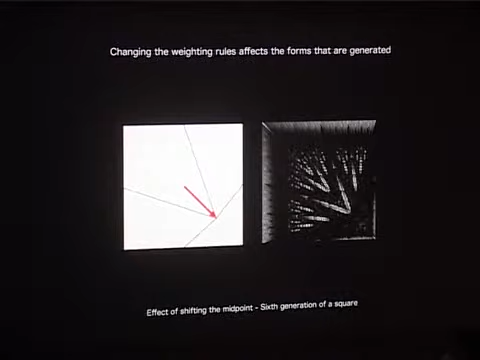 Changing the weighting rules affects the forms that are generated
Effect of shifting the midpoint - Sixth generation of a square